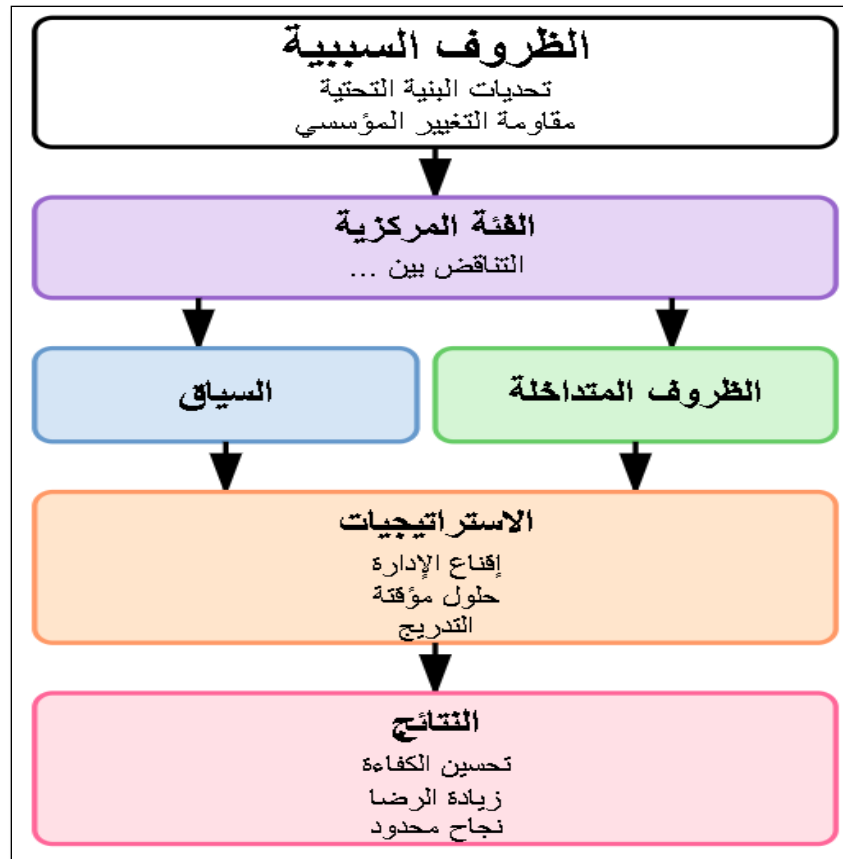 الظروف السببية
تحديات البنية التحتية
مقاومة التغيير المؤسسي
الفئة المركزية
التناقض بين ...
السياق
الظروف المتداخلة
الاستراتيجيات
إقناع الإدارة
حلول مؤقتة
التدريج
النتائج
تحسين الكفاءة
زيادة الرضا
نجاح محدود